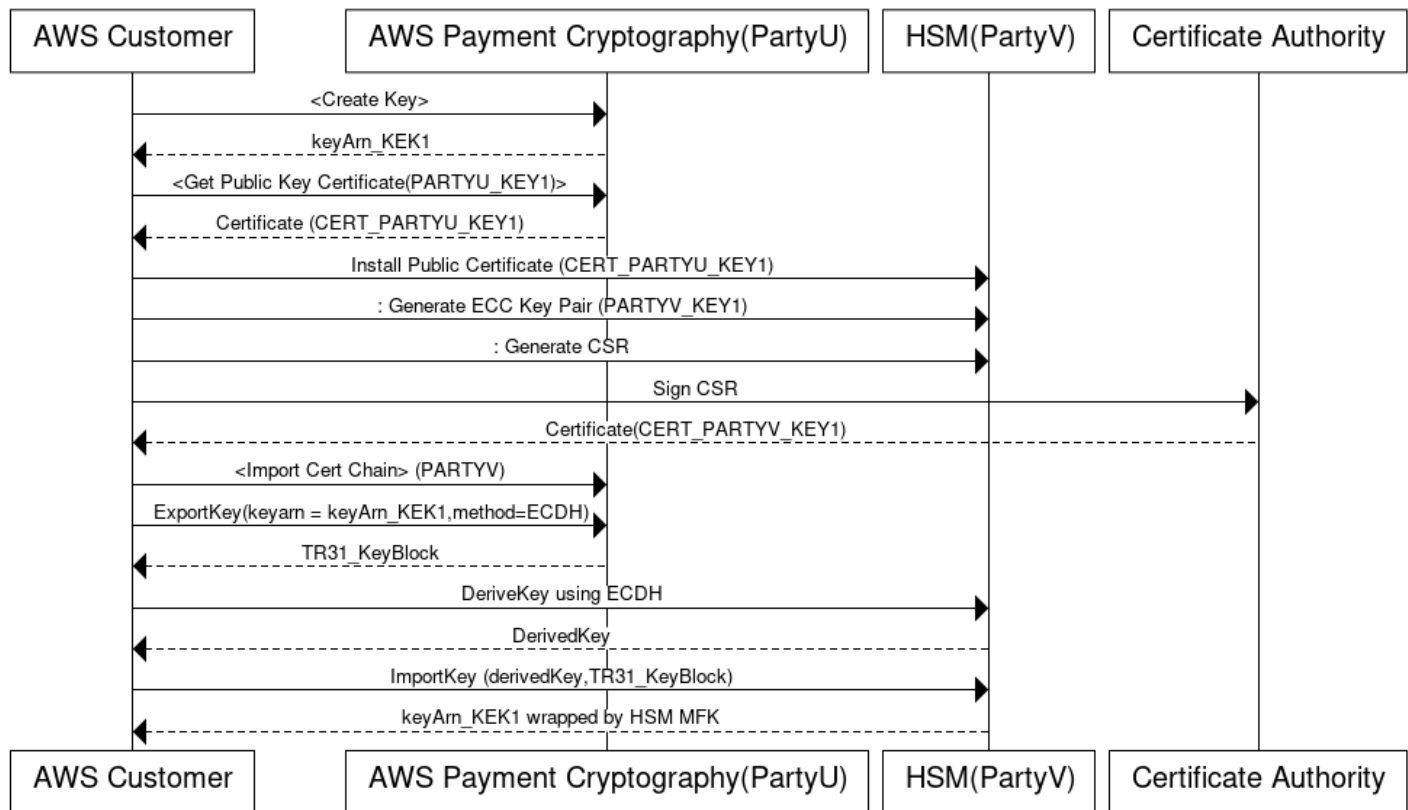 AWS Customer
AWS Payment Cryptography(PartyU)
HSM(PartyV)
Certificate Authority
<Create Key>
keyArn_KEK1
<Get Public Key Certificate(PARTYU_KEY1)>
Certificate (CERT_PARTYU_KEY1)
Install Public Certificate (CERT_PARTYU_KEY1)
: Generate ECC Key Pair (PARTYV_KEY1)
: Generate CSR
Sign CSR
Certificate(CERT_PARTYV_KEY1)
<Import Cert Chain> (PARTYV)
ExportKey(keyarn = keyArn_KEK1,method=ECDH)
TR31_KeyBlock
DeriveKey using ECDH
DerivedKey
ImportKey (derivedKey,TR31_KeyBlock)
keyArn_KEK1 wrapped by HSM MFK
AWS Customer
AWS Payment Cryptography(PartyU)
HSM(PartyV)
Certificate Authority